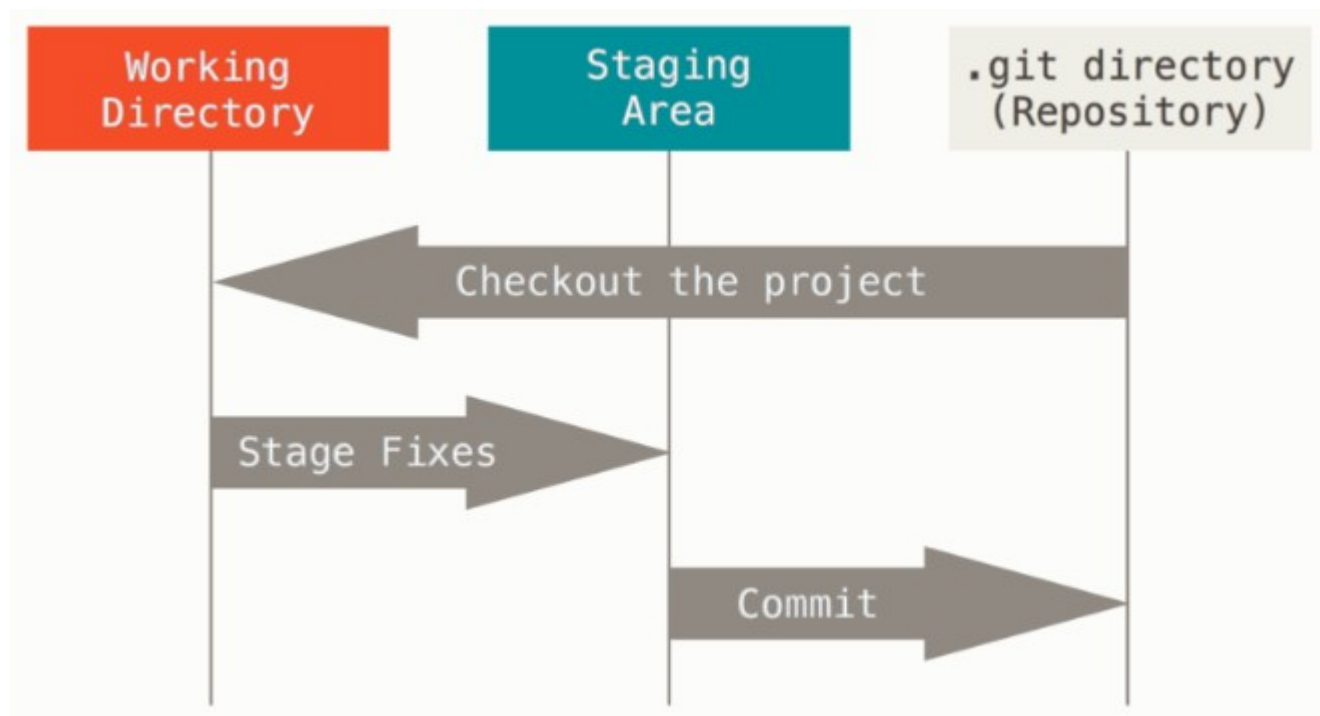 Working
Directory
Staging
Area
.git directory
(Repository)
Checkout the project
Stage Fixes
Commit